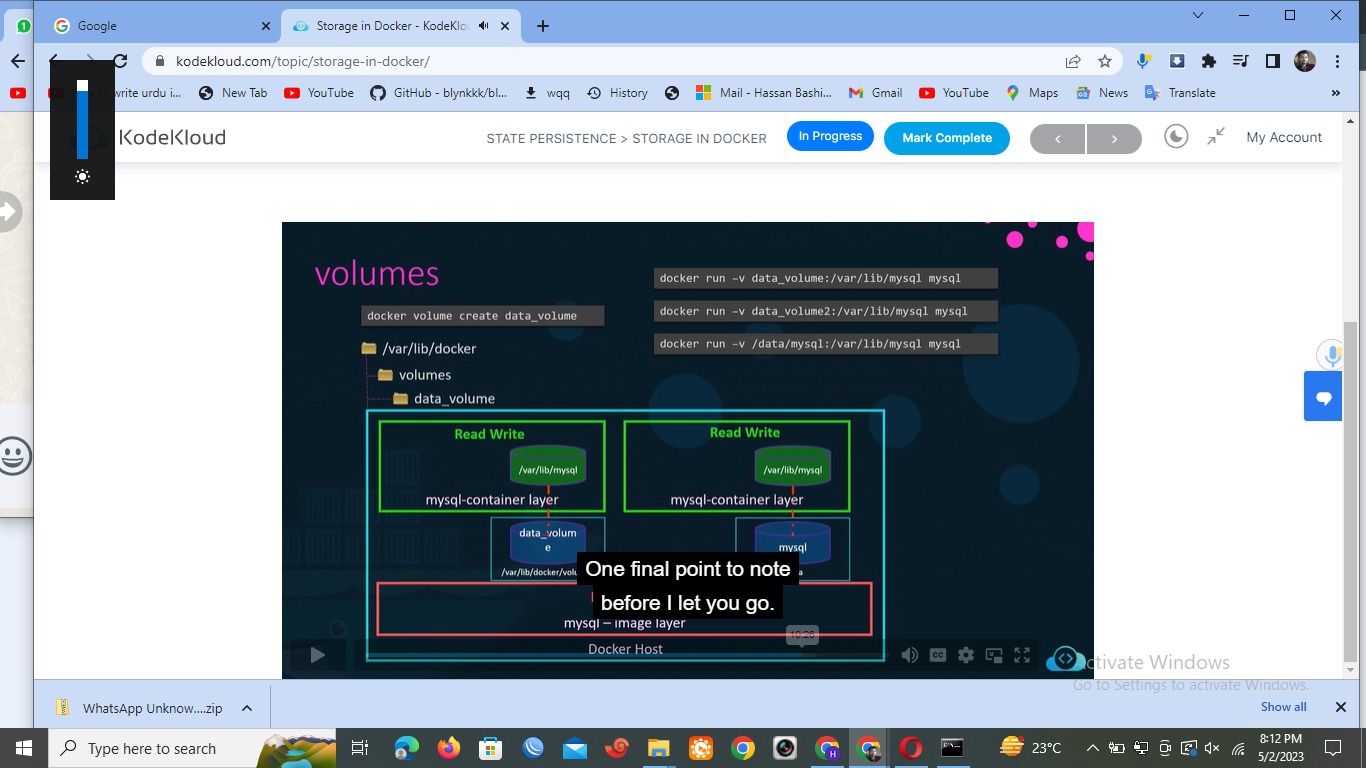 1
Google
Storage in Docker - KodeKlo
kodekloud.com/topic/storage-in-docker/
to write urdu i...
New Tab
YouTube
GitHub - blynkkk/bl...
wqq
History
Mail - Hassan Bashi...
Gmail
YouTube
Maps
News
Translate
»
KodeKloud
STATE PERSISTENCE > STORAGE IN DOCKER
In Progress
Mark Complete
My Account
volumes
docker volume create data_volume
docker run –v data_volume:/var/lib/mysql mysql
docker run –v data_volume2:/var/lib/mysql mysql
docker run –v /data/mysql:/var/lib/mysql mysql
/var/lib/docker
volumes
data_volume
Read Write
/var/lib/mysql
mysql-container layer
Read Write
/var/lib/mysql
mysql-container layer
data_volum
e
/var/lib/docker/volu
mysql
One final point to note
before I let you go.
mysql – image layer
Docker Host
10:26
CC
Activate Windows
Go to Settings to activate Windows.
WhatsApp Unknow....zip
Show all
Type here to search
23°C
8:12 PM
5/2/2023